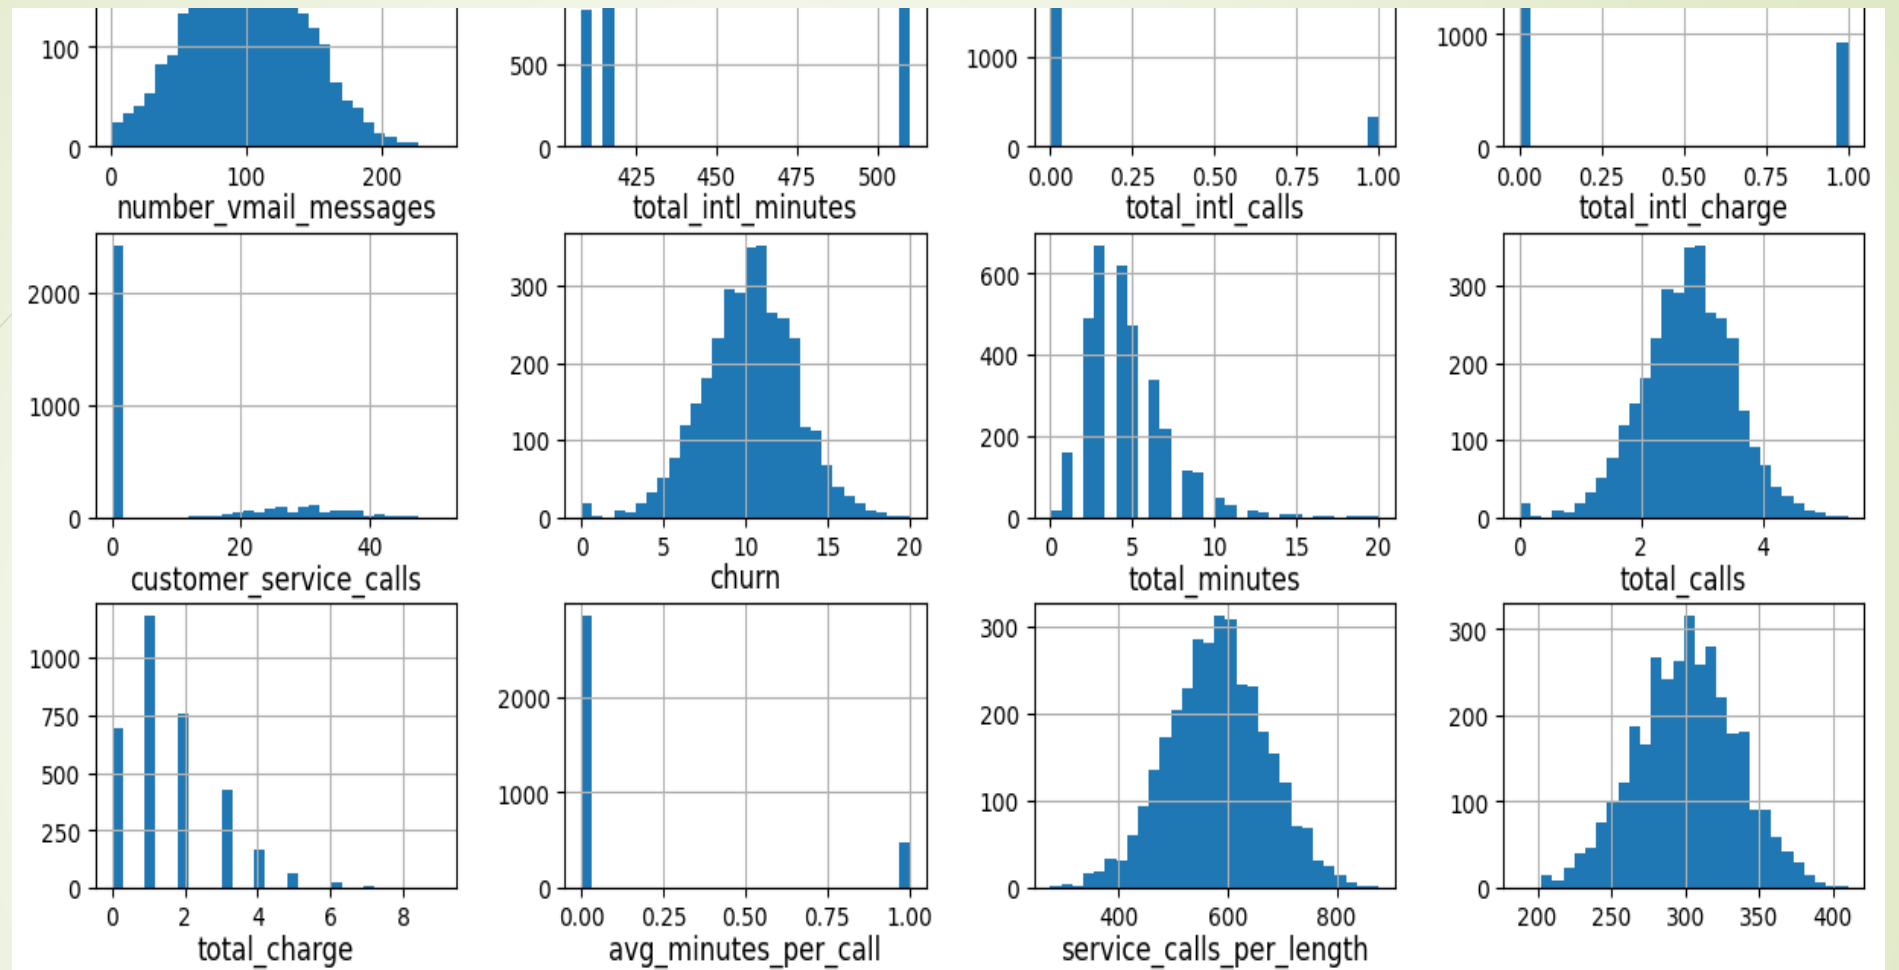 100
0
0 100 200
500
0
425 450 475 500
1000
0
0.00 0.25 0.50 0.75 1.00
1000
0
0.00 0.25 0.50 0.75 1.00
number_vmail_messages
2000
1000
0
0 20 40
total_intl_minutes
300
200
100
0
0 5 10 15 20
total_intl_calls
600
400
200
0
0 5 10 15 20
total_intl_charge
300
200
100
0
0 2 4
customer_service_calls
1000
750
500
250
0
0 2 4 6 8
churn
2000
1000
0
0.00 0.25 0.50 0.75 1.00
total_minutes
300
200
100
0
400 600 800
total_calls
300
200
100
0
200 250 300 350 400
total_charge
avg_minutes_per_call
service_calls_per_length